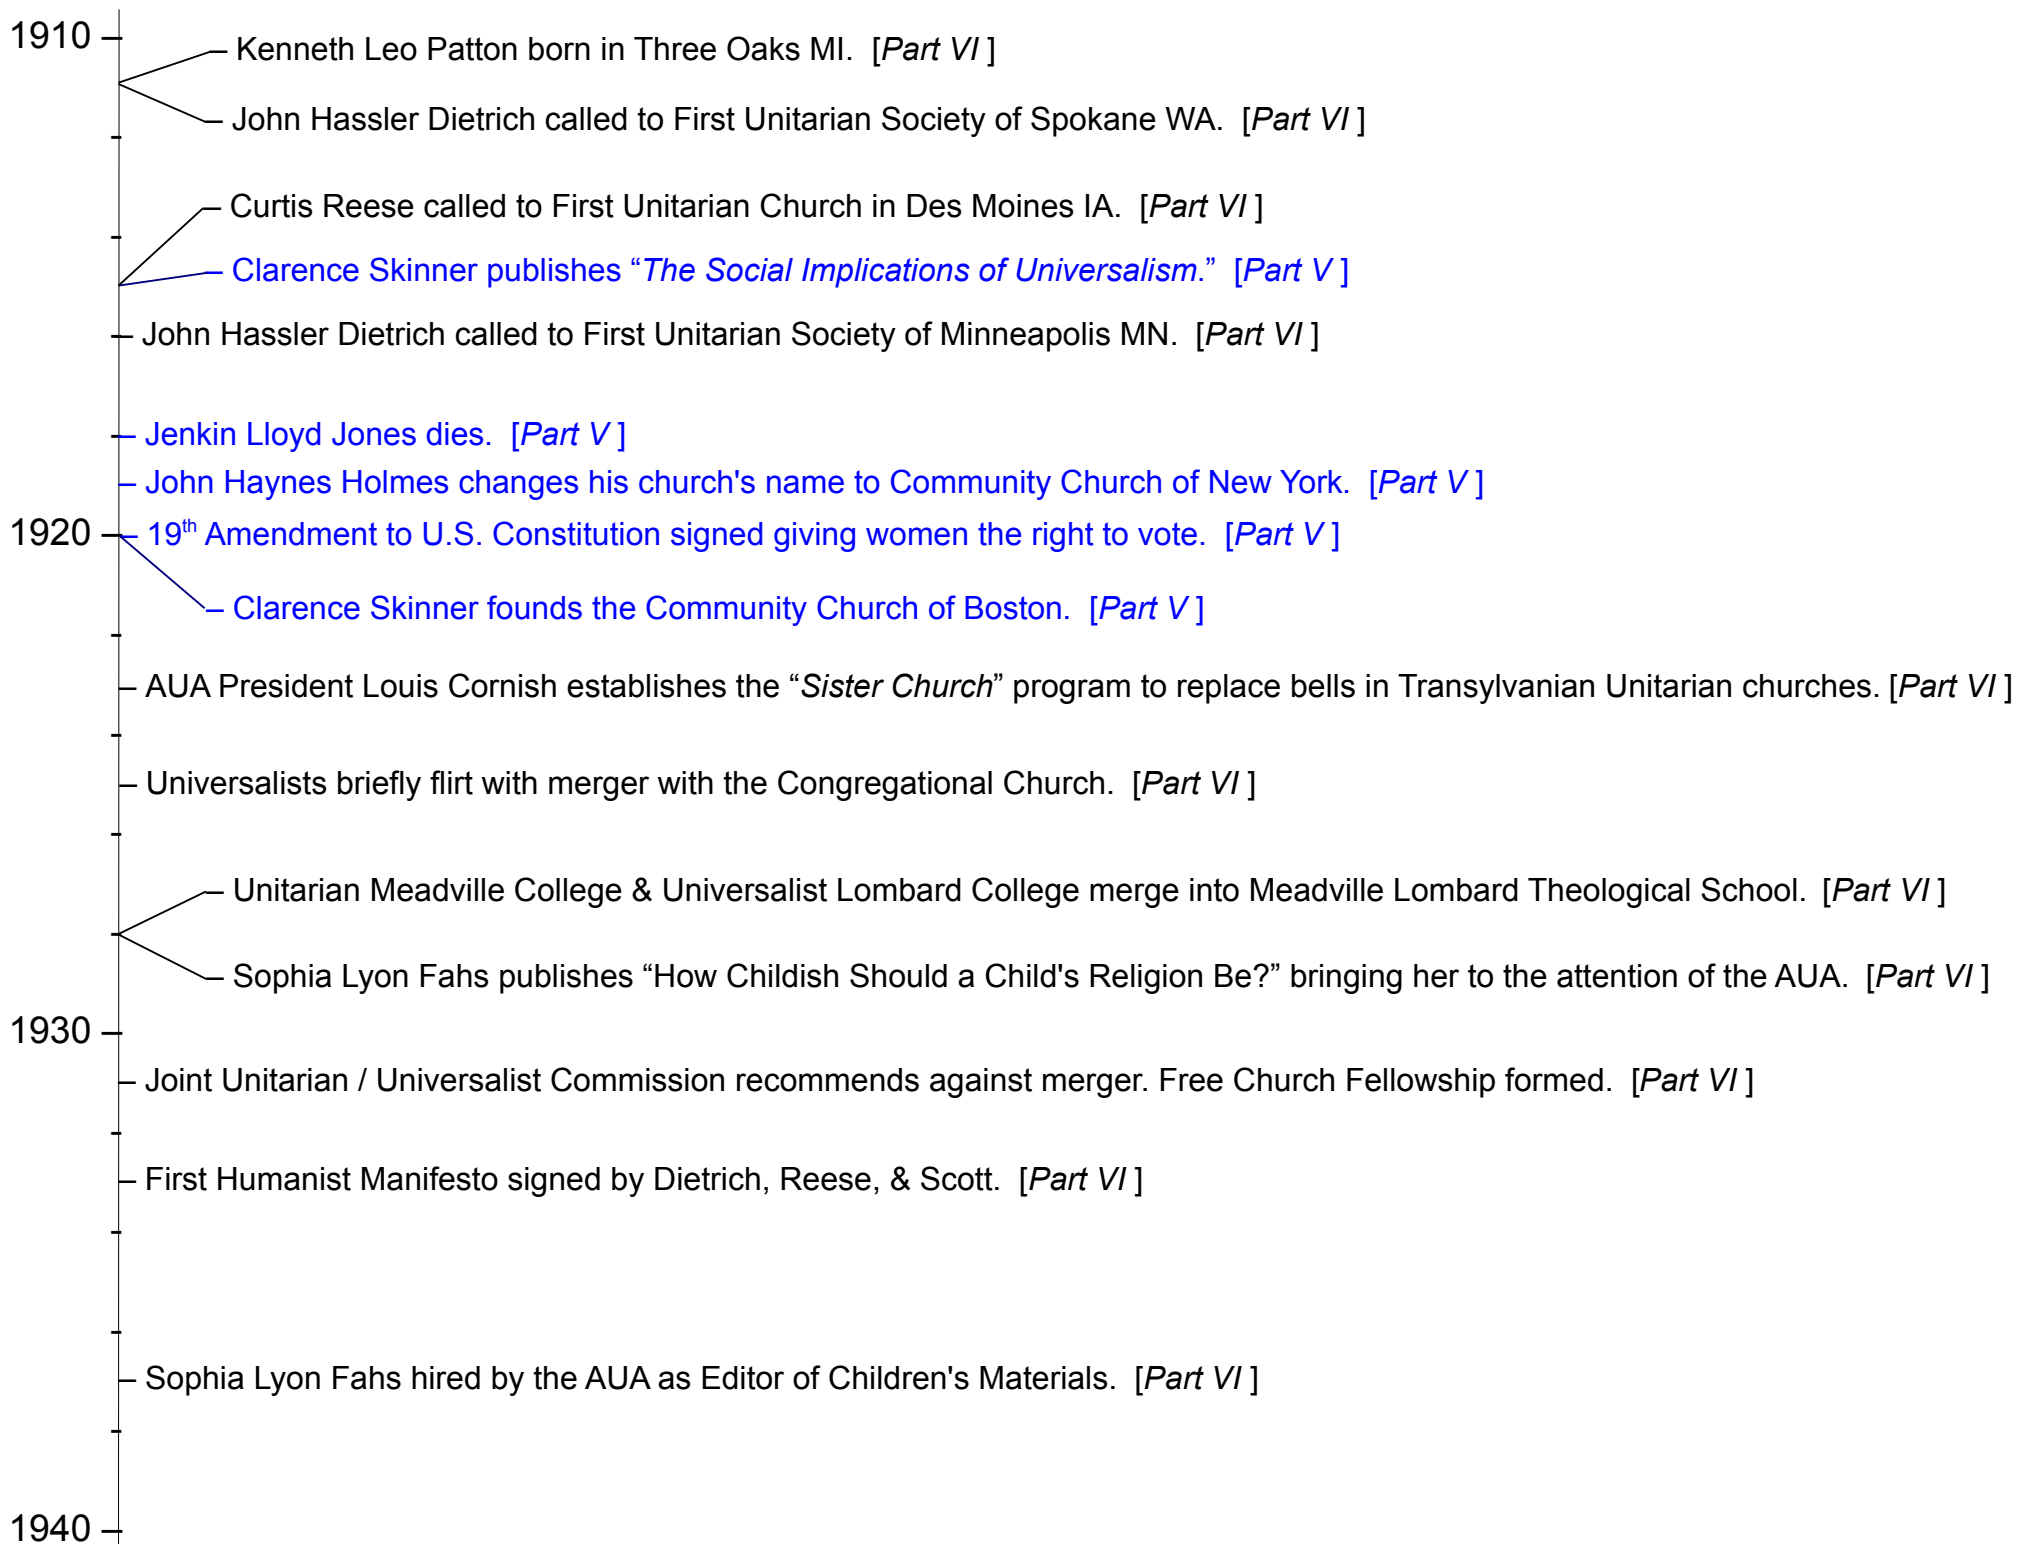 1910
Kenneth Leo Patton born in Three Oaks MI. [Part VI ]
John Hassler Dietrich called to First Unitarian Society of Spokane WA. [Part VI ]
Curtis Reese called to First Unitarian Church in Des Moines IA. [Part VI ]
Clarence Skinner publishes “The Social Implications of Universalism.” [Part V ]
John Hassler Dietrich called to First Unitarian Society of Minneapolis MN. [Part VI ]
Jenkin Lloyd Jones dies. [Part V ]
John Haynes Holmes changes his church's name to Community Church of New York. [Part V ]
1920 19th Amendment to U.S. Constitution signed giving women the right to vote. [Part V ]
Clarence Skinner founds the Community Church of Boston. [Part V ]
AUA President Louis Cornish establishes the “Sister Church” program to replace bells in Transylvanian Unitarian churches. [Part VI ]
Universalists briefly flirt with merger with the Congregational Church. [Part VI ]
Unitarian Meadville College & Universalist Lombard College merge into Meadville Lombard Theological School. [Part VI ]
Sophia Lyon Fahs publishes “How Childish Should a Child's Religion Be?” bringing her to the attention of the AUA. [Part VI ]
1930
Joint Unitarian / Universalist Commission recommends against merger. Free Church Fellowship formed. [Part VI ]
First Humanist Manifesto signed by Dietrich, Reese, & Scott. [Part VI ]
Sophia Lyon Fahs hired by the AUA as Editor of Children's Materials. [Part VI ]
1940